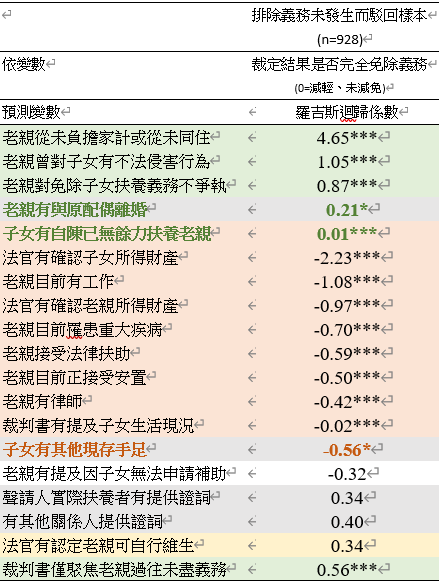 排除義務未發生而駁回樣本
(n=928)
依變數 裁定結果是否完全免除義務
(0=減輕、未減免)
預測變數 羅吉斯迴歸係數
老親從未負擔家計或從未同住 4.65***
老親曾對子女有不法侵害行為 1.05***
老親對免除子女扶養義務不爭執 0.87***
老親有與原配偶離婚 0.21*
子女有自陳已無餘力扶養老親 0.01***
法官有確認子女所得財產 -2.23***
老親目前有工作 -1.08***
法官有確認老親所得財產 -0.97***
老親目前罹患重大疾病 -0.70***
老親接受法律扶助 -0.59***
老親目前正接受安置 -0.50***
老親有律師 -0.42***
裁判書有提及子女生活現況 -0.02***
子女有其他現存手足 -0.56*
老親有提及因子女無法申請補助 -0.32
聲請人實際扶養者有提供證詞 0.34
有其他關係人提供證詞 0.40
法官有認定老親可自行維生 0.34
裁判書僅聚焦老親過往未盡義務 0.56***